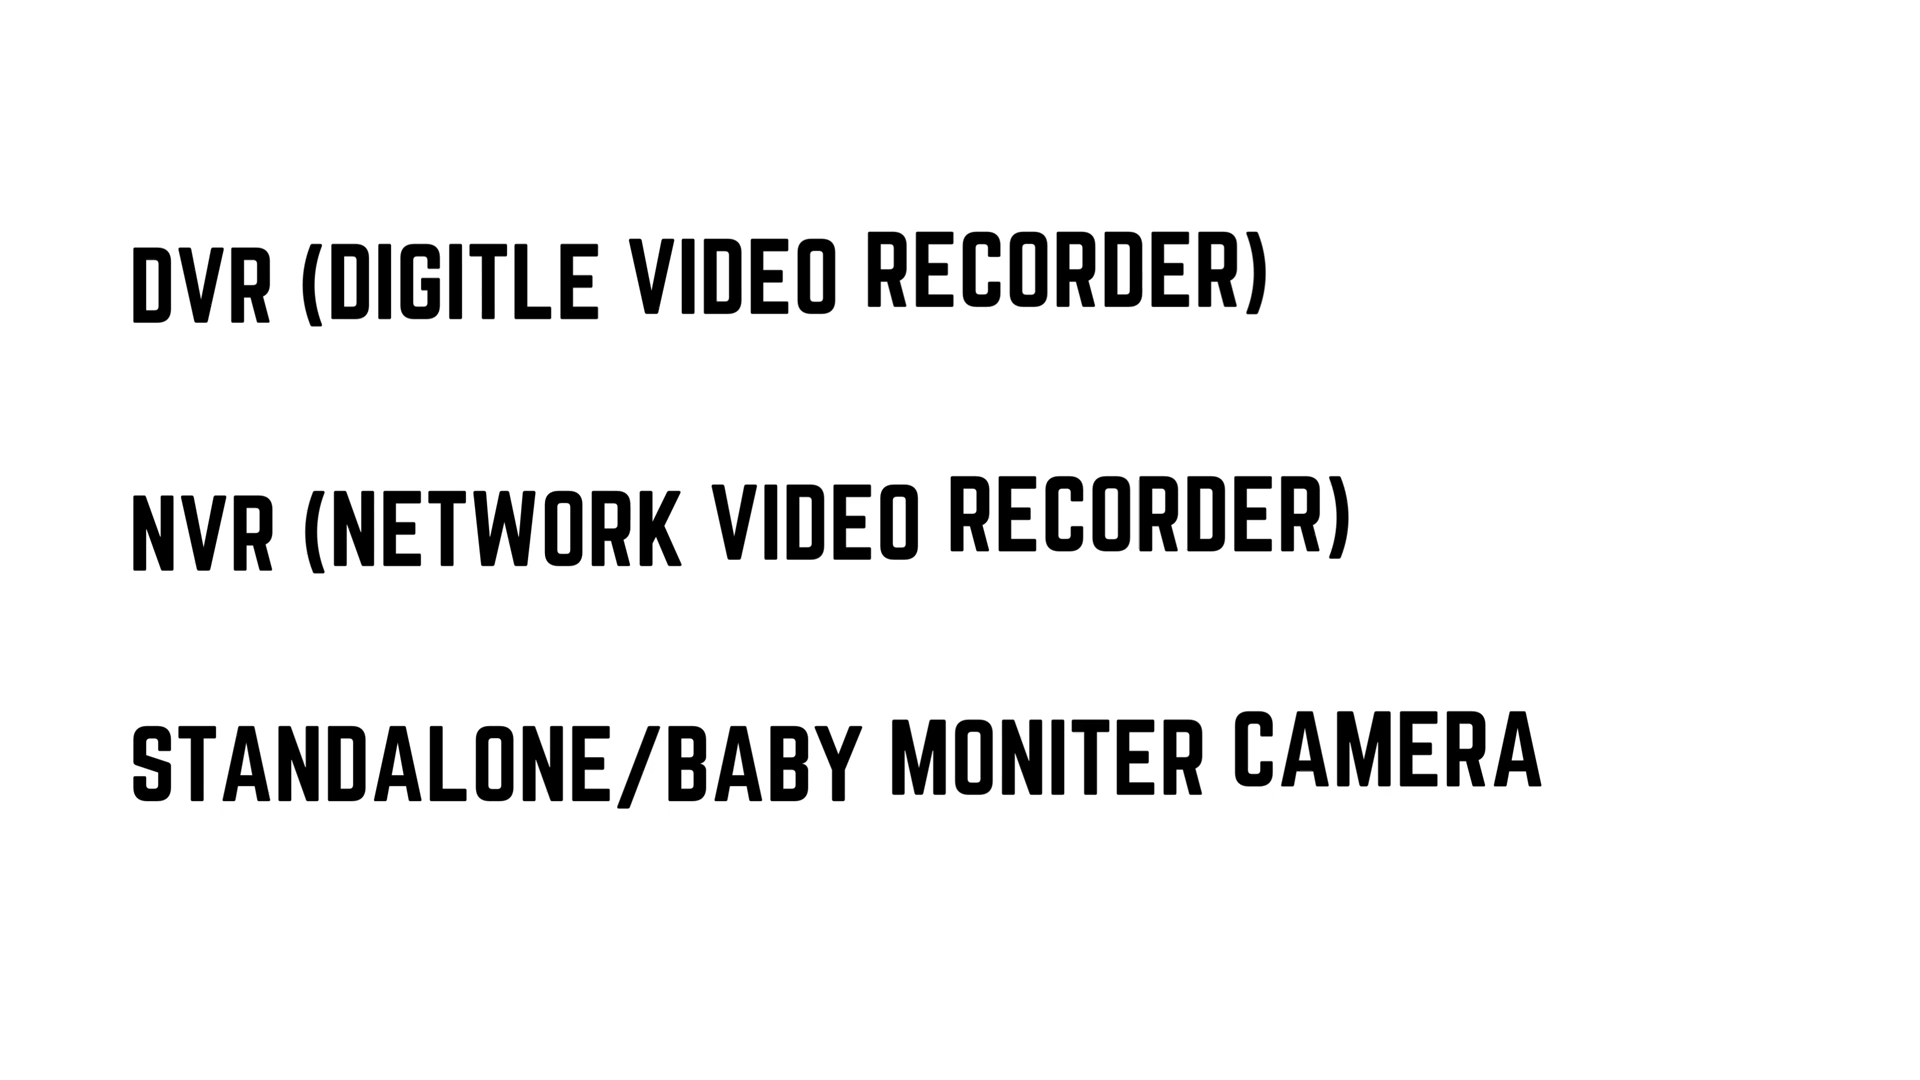 DVR (DIGITLE VIDEO RECORDER)
NVR (NETWORK VIDEO RECORDER)
STANDALONE/BABY MONITER CAMERA